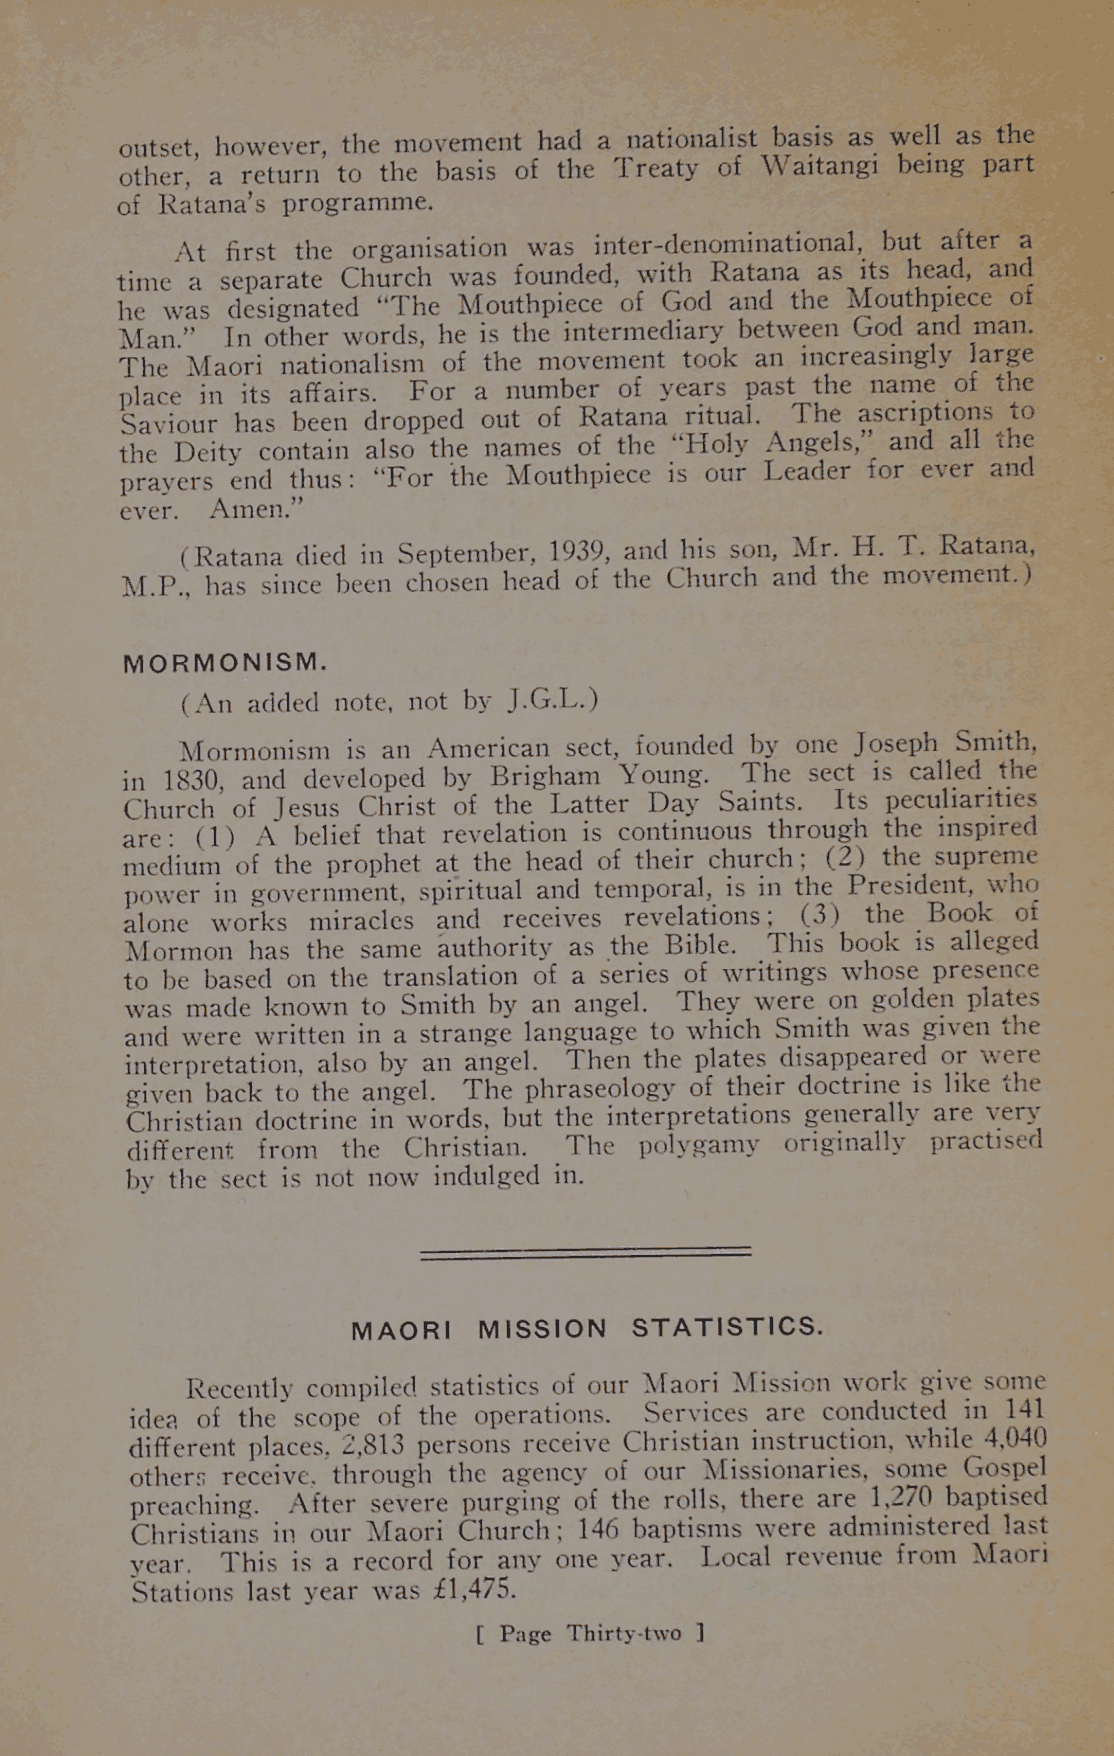 outset, however, the movement had a nationalist basis as well as the
other, a return to the basis of the Treaty of Waitangi being part
of Ratana's programme.
At first the organisation was inter-denominational, but after a
time a separate Church was founded, with Ratana as its head, and
he was designated "The Mouthpiece of God and the Mouthpiece of
Man." In other words, he is the intermediary between God and man.
The Maori nationalism of the movement took an increasingly large
place in its affairs. For a number of years past the name of the
Saviour has been dropped out of Ratana ritual. The ascriptions to
the Deity contain also the names of the "Holy Angels," and all the
prayers end thus: "For the Mouthpiece is our Leader for ever and
ever. Amen."
(Ratana died in September, 1939, and his son, Mr. H. T. Ratana,
M.P., has since been chosen head of the Church and the movement.)
MORMONISM.
(An added note, not by J.G.L.)
Mormonism is an American sect, founded by one Joseph Smith,
in 1830, and developed by Brigham Young. The sect is called the
Church of Jesus Christ of the Latter Day Saints. Its peculiarities
are: (1) A belief that revelation is continuous through the inspired
medium of the prophet at the head of their church; (2) the supreme
power in government, spiritual and temporal, is in the President, who
alone works miracles and receives revelations; (3) the Book of
Mormon has the same authority as the Bible. This book is alleged
to be based on the translation of a series of writings whose presence
was made known to Smith by an angel. They were on golden plates
and were written in a strange language to which Smith was given the
interpretation, also by an angel. Then the plates disappeared or were
given back to the angel. The phraseology of their doctrine is like the
Christian doctrine in words, but the interpretations generally are very
different from the Christian. The polygamy originally practised
by the sect is not now indulged in.
MAORI MISSION STATISTICS.
Recently compiled statistics of our Maori Mission work give some
idea of the scope of the operations. Services are conducted in 141
different places, 2,813 persons receive Christian instruction, while 4,040
others receive, through the agency of our Missionaries, some Gospel
preaching. After severe purging of the rolls, there are 1,270 baptised
Christians in our Maori Church; 146 baptisms were administered last
year. This is a record for any one year. Local revenue from Maori
Stations last year was £1,475.
[ Page Thirty-two ]